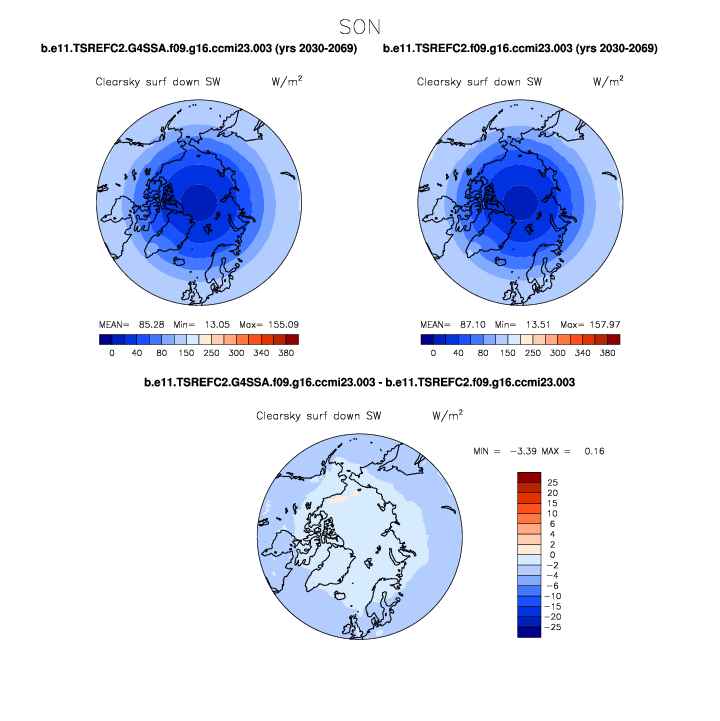 SON
b.e11.TSREFC2.G4SSA.f09.g16.ccmi23.003 (yrs 2030-2069) b.e11.TSREFC2.f09.g16.ccmi23.003 (yrs 2030-2069)
Clearsky surf down SW W/m² Clearsky surf down SW W/m²
MEAN= 85.28 Min= 13.05 Max= 155.09 MEAN= 87.10 Min= 13.51 Max= 157.97
0 40 80 150 200 250 300 340 380 0 40 80 150 200 250 300 340 380
b.e11.TSREFC2.G4SSA.f09.g16.ccmi23.003 - b.e11.TSREFC2.f09.g16.ccmi23.003
Clearsky surf down SW W/m²
MIN = -3.39 MAX = 0.16
25
20
15
10
6
4
2
0
-2
-4
-6
-10
-15
-20
-25